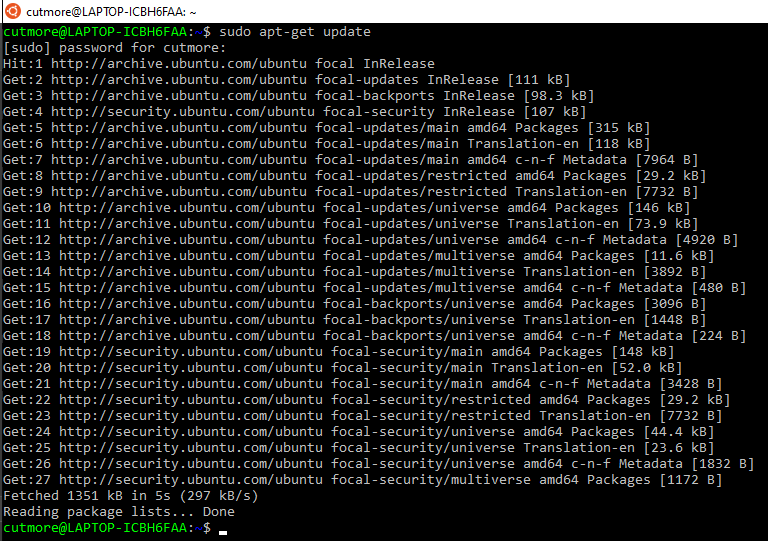 cutmore@LAPTOP-ICBH6FAA: ~
cutmore@LAPTOP-ICBH6FAA:~$ sudo apt-get update
[sudo] password for cutmore:
Hit:1 http://archive.ubuntu.com/ubuntu focal InRelease
Get:2 http://archive.ubuntu.com/ubuntu focal-updates InRelease [111 kB]
Get:3 http://archive.ubuntu.com/ubuntu focal-backports InRelease [98.3 kB]
Get:4 http://security.ubuntu.com/ubuntu focal-security InRelease [107 kB]
Get:5 http://archive.ubuntu.com/ubuntu focal-updates/main amd64 Packages [315 kB]
Get:6 http://archive.ubuntu.com/ubuntu focal-updates/main Translation-en [118 kB]
Get:7 http://archive.ubuntu.com/ubuntu focal-updates/main amd64 c-n-f Metadata [7964 B]
Get:8 http://archive.ubuntu.com/ubuntu focal-updates/restricted amd64 Packages [29.2 kB]
Get:9 http://archive.ubuntu.com/ubuntu focal-updates/restricted Translation-en [7732 B]
Get:10 http://archive.ubuntu.com/ubuntu focal-updates/universe amd64 Packages [146 kB]
Get:11 http://archive.ubuntu.com/ubuntu focal-updates/universe Translation-en [73.9 kB]
Get:12 http://archive.ubuntu.com/ubuntu focal-updates/universe amd64 c-n-f Metadata [4920 B]
Get:13 http://archive.ubuntu.com/ubuntu focal-updates/multiverse amd64 Packages [11.6 kB]
Get:14 http://archive.ubuntu.com/ubuntu focal-updates/multiverse Translation-en [3892 B]
Get:15 http://archive.ubuntu.com/ubuntu focal-updates/multiverse amd64 c-n-f Metadata [480 B]
Get:16 http://archive.ubuntu.com/ubuntu focal-backports/universe amd64 Packages [3096 B]
Get:17 http://archive.ubuntu.com/ubuntu focal-backports/universe Translation-en [1448 B]
Get:18 http://archive.ubuntu.com/ubuntu focal-backports/universe amd64 c-n-f Metadata [224 B]
Get:19 http://security.ubuntu.com/ubuntu focal-security/main amd64 Packages [148 kB]
Get:20 http://security.ubuntu.com/ubuntu focal-security/main Translation-en [52.0 kB]
Get:21 http://security.ubuntu.com/ubuntu focal-security/main amd64 c-n-f Metadata [3428 B]
Get:22 http://security.ubuntu.com/ubuntu focal-security/restricted amd64 Packages [29.2 kB]
Get:23 http://security.ubuntu.com/ubuntu focal-security/restricted Translation-en [7732 B]
Get:24 http://security.ubuntu.com/ubuntu focal-security/universe amd64 Packages [44.4 kB]
Get:25 http://security.ubuntu.com/ubuntu focal-security/universe Translation-en [23.6 kB]
Get:26 http://security.ubuntu.com/ubuntu focal-security/universe amd64 c-n-f Metadata [1832 B]
Get:27 http://security.ubuntu.com/ubuntu focal-security/multiverse amd64 Packages [1172 B]
Fetched 1351 kB in 5s (297 kB/s)
Reading package lists... Done
cutmore@LAPTOP-ICBH6FAA:~$